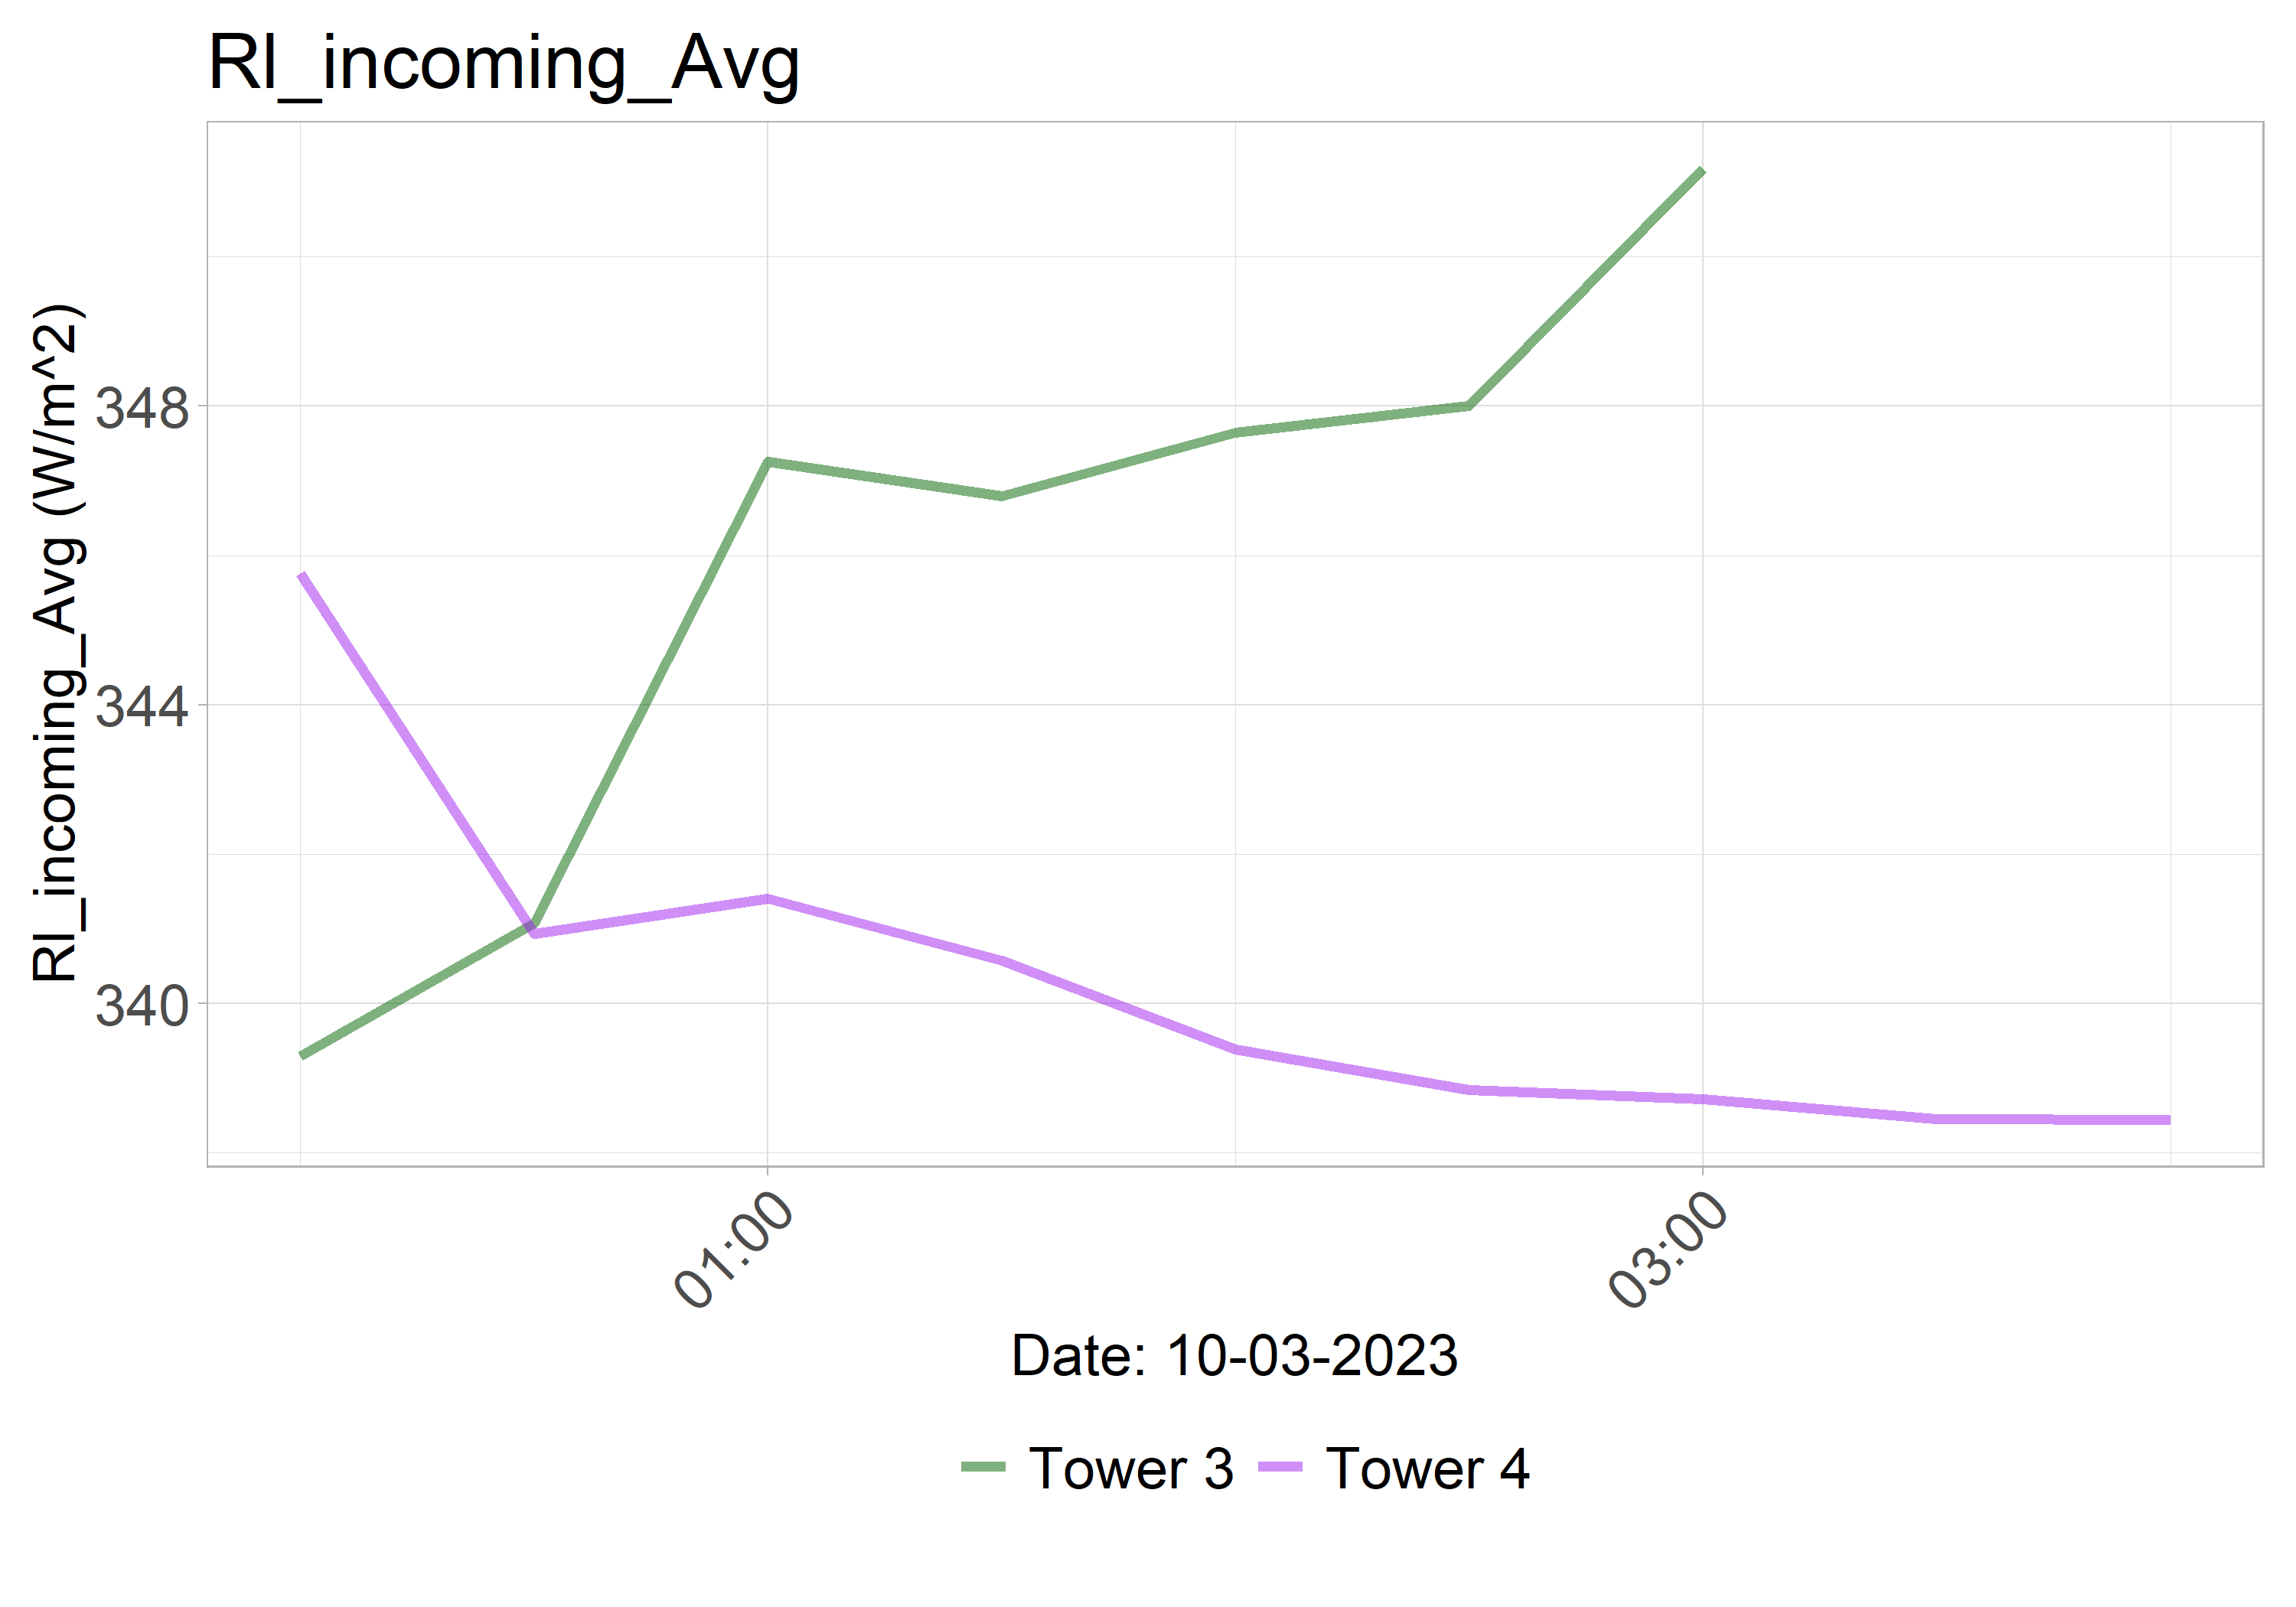 Rl_incoming_Avg
Rl_incoming_Avg (W/m^2)
348
344
340
01:00
03:00
Date: 10-03-2023
Tower 3
Tower 4